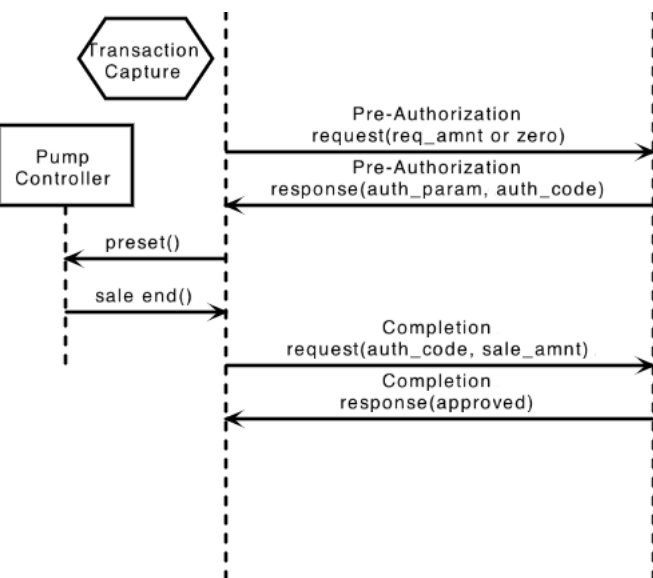 Transaction
Capture
Pre-Authorization
request(req_amnt or zero)
Pump
Controller
Pre-Authorization
response(auth_param, auth_code)
preset()
sale end()
Completion
request(auth_code, sale_amnt)
Completion
response(approved)